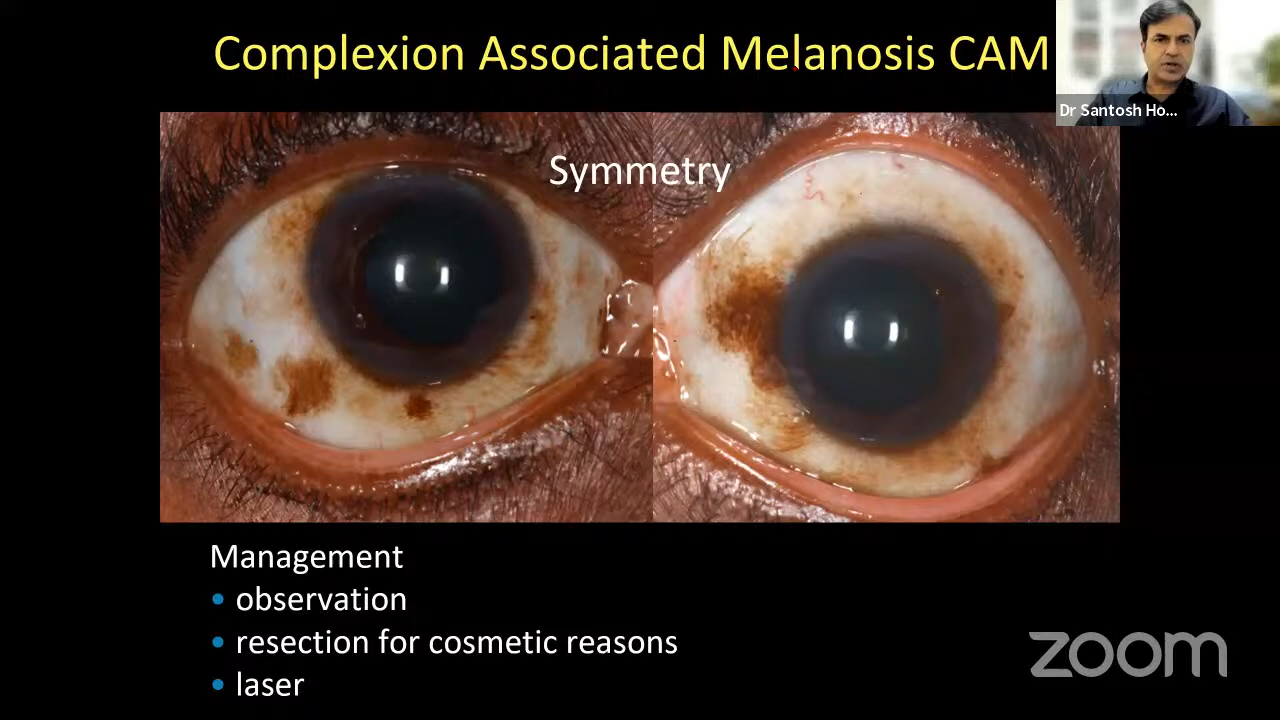 Complexion Associated Melanosis CAM
Dr Santosh Ho...
Symmetry
Management
• observation
• resection for cosmetic reasons
• laser
zoom